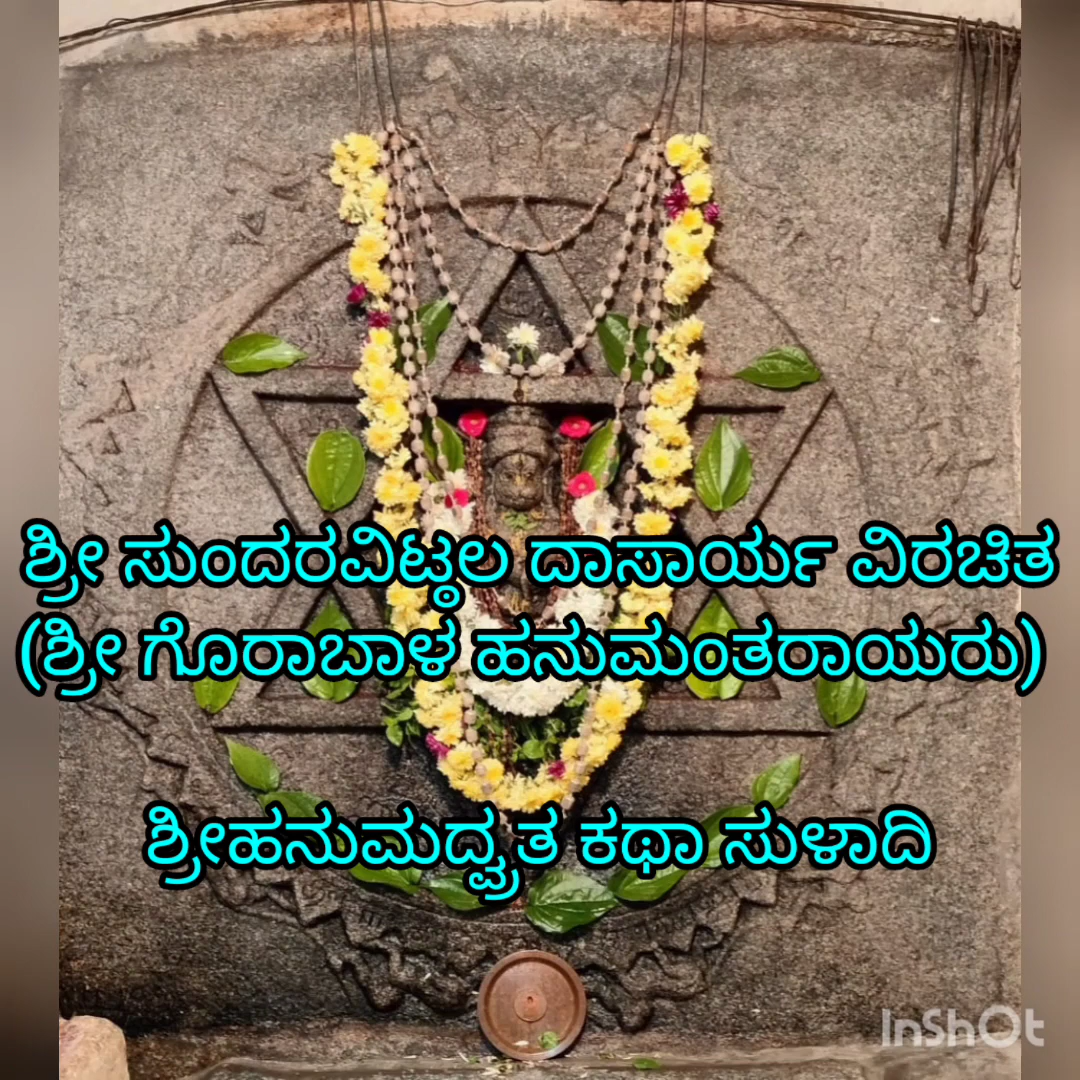 ಶ್ರೀ ಸುಂದರವಿಟ್ಠಲ ದಾಸಾರ್ಯ ವಿರಚಿತ
(ಶ್ರೀ ಗೊರಾಬಾಳ ಹನುಮಂತರಾಯರು)
ಶ್ರೀಹನುಮದ್ವ್ರತ ಕಥಾ ಸುಳಾದಿ
InShOt